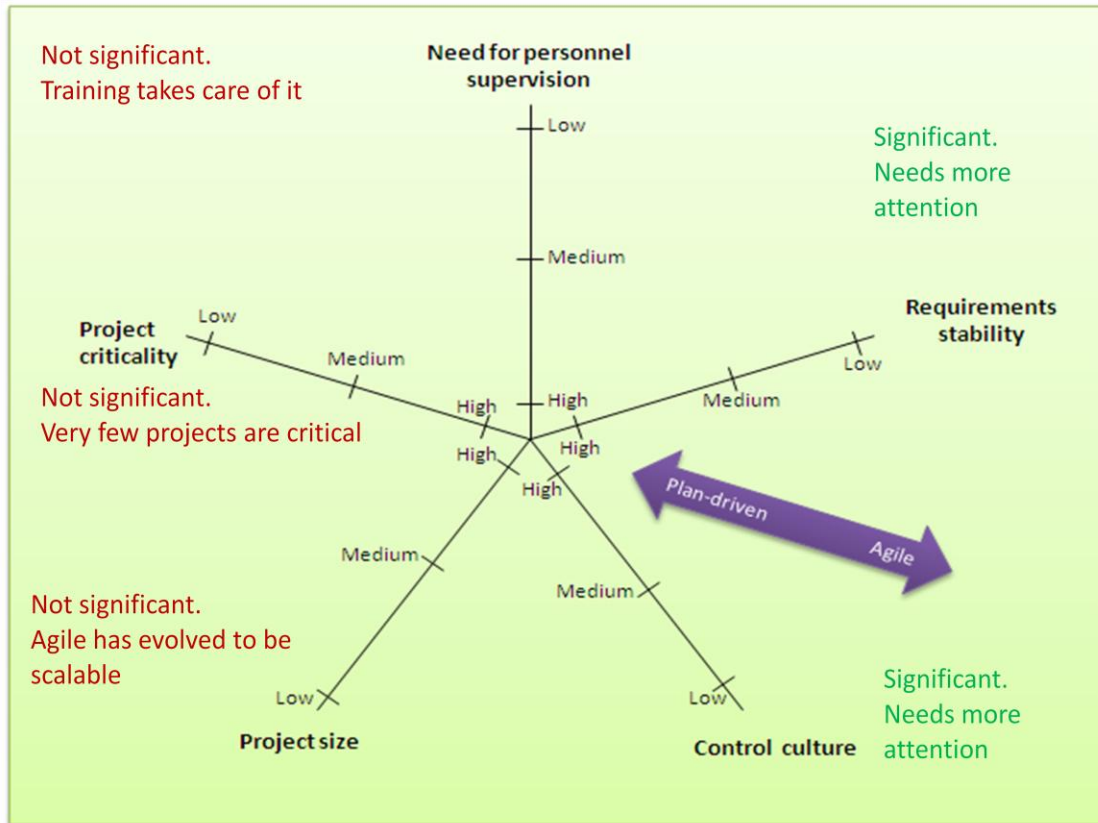 Not significant.
Training takes care of it
Need for personnel
supervision
Low
Significant.
Needs more
attention
Medium
Requirements
stability
Low
Project
criticality
Low
Medium
Medium
High
High
Not significant.
Very few projects are critical
High
High
High
Plan-driven
Agile
Medium
Medium
Not significant.
Agile has evolved to be
scalable
Low
Low
Significant.
Needs more
attention
Project size
Control culture